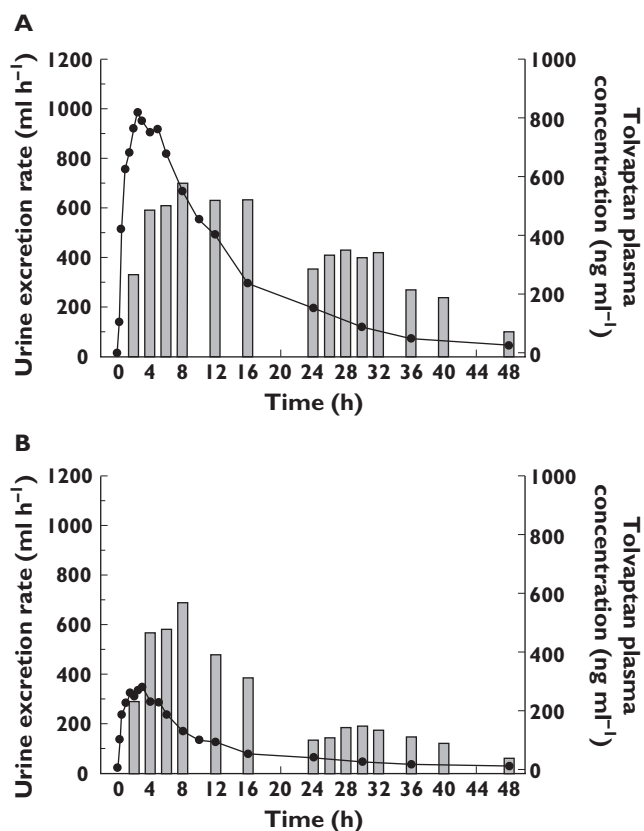 A
Urine excretion rate (ml h⁻¹)
1200
1000
800
600
400
200
0
1000
800
600
400
200
0
Tolvaptan plasma
concentration (ng ml⁻¹)
0 4 8 12 16 20 24 28 32 36 40 44 48
Time (h)
B
Urine excretion rate (ml h⁻¹)
1200
1000
800
600
400
200
0
1000
800
600
400
200
0
Tolvaptan plasma
concentration (ng ml⁻¹)
0 4 8 12 16 20 24 28 32 36 40 44 48
Time (h)